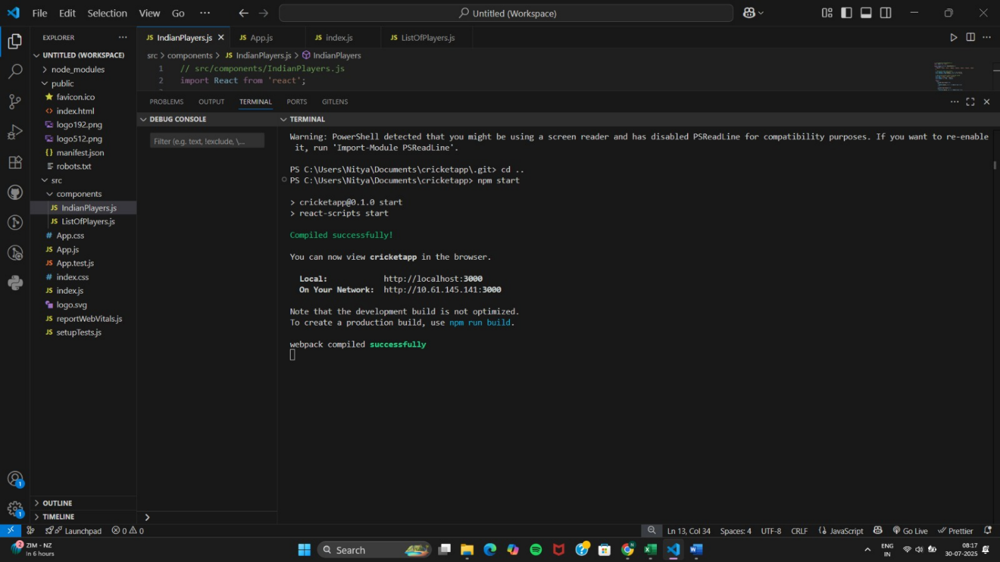 File Edit Selection View Go ··· Untitled (Workspace)
EXPLORER ···
UNTITLED (WORKSPACE)
node_modules
public
favicon.ico
index.html
logo192.png
logo512.png
{} manifest.json
robots.txt
src
components
JS IndianPlayers.js
JS ListOfPlayers.js
# App.css
JS App.js
JS App.test.js
# index.css
JS index.js
logo.svg
JS reportWebVitals.js
JS setupTests.js
OUTLINE
TIMELINE
JS IndianPlayers.js JS App.js JS index.js JS ListOfPlayers.js
src > components > JS IndianPlayers.js > IndianPlayers
1 // src/components/IndianPlayers.js
2 import React from 'react';
PROBLEMS OUTPUT TERMINAL PORTS GITLENS
DEBUG CONSOLE
Filter (e.g. text, !exclude, \...
TERMINAL
Warning: PowerShell detected that you might be using a screen reader and has disabled PSReadLine for compatibility purposes. If you want to re-enable
it, run 'Import-Module PSReadLine'.
PS C:\Users\Nitya\Documents\cricketapp\.git> cd ..
PS C:\Users\Nitya\Documents\cricketapp> npm start
> cricketapp@0.1.0 start
> react-scripts start
Compiled successfully!
You can now view cricketapp in the browser.
Local: http://localhost:3000
On Your Network: http://10.61.145.141:3000
Note that the development build is not optimized.
To create a production build, use npm run build.
webpack compiled successfully
1
1
Launchpad 0 0 Ln 13, Col 34 Spaces: 4 UTF-8 CRLF {} JavaScript Go Live Prettier
2 ZIM - NZ
In 6 hours
Search
ENG
IN
08:17
30-07-2025